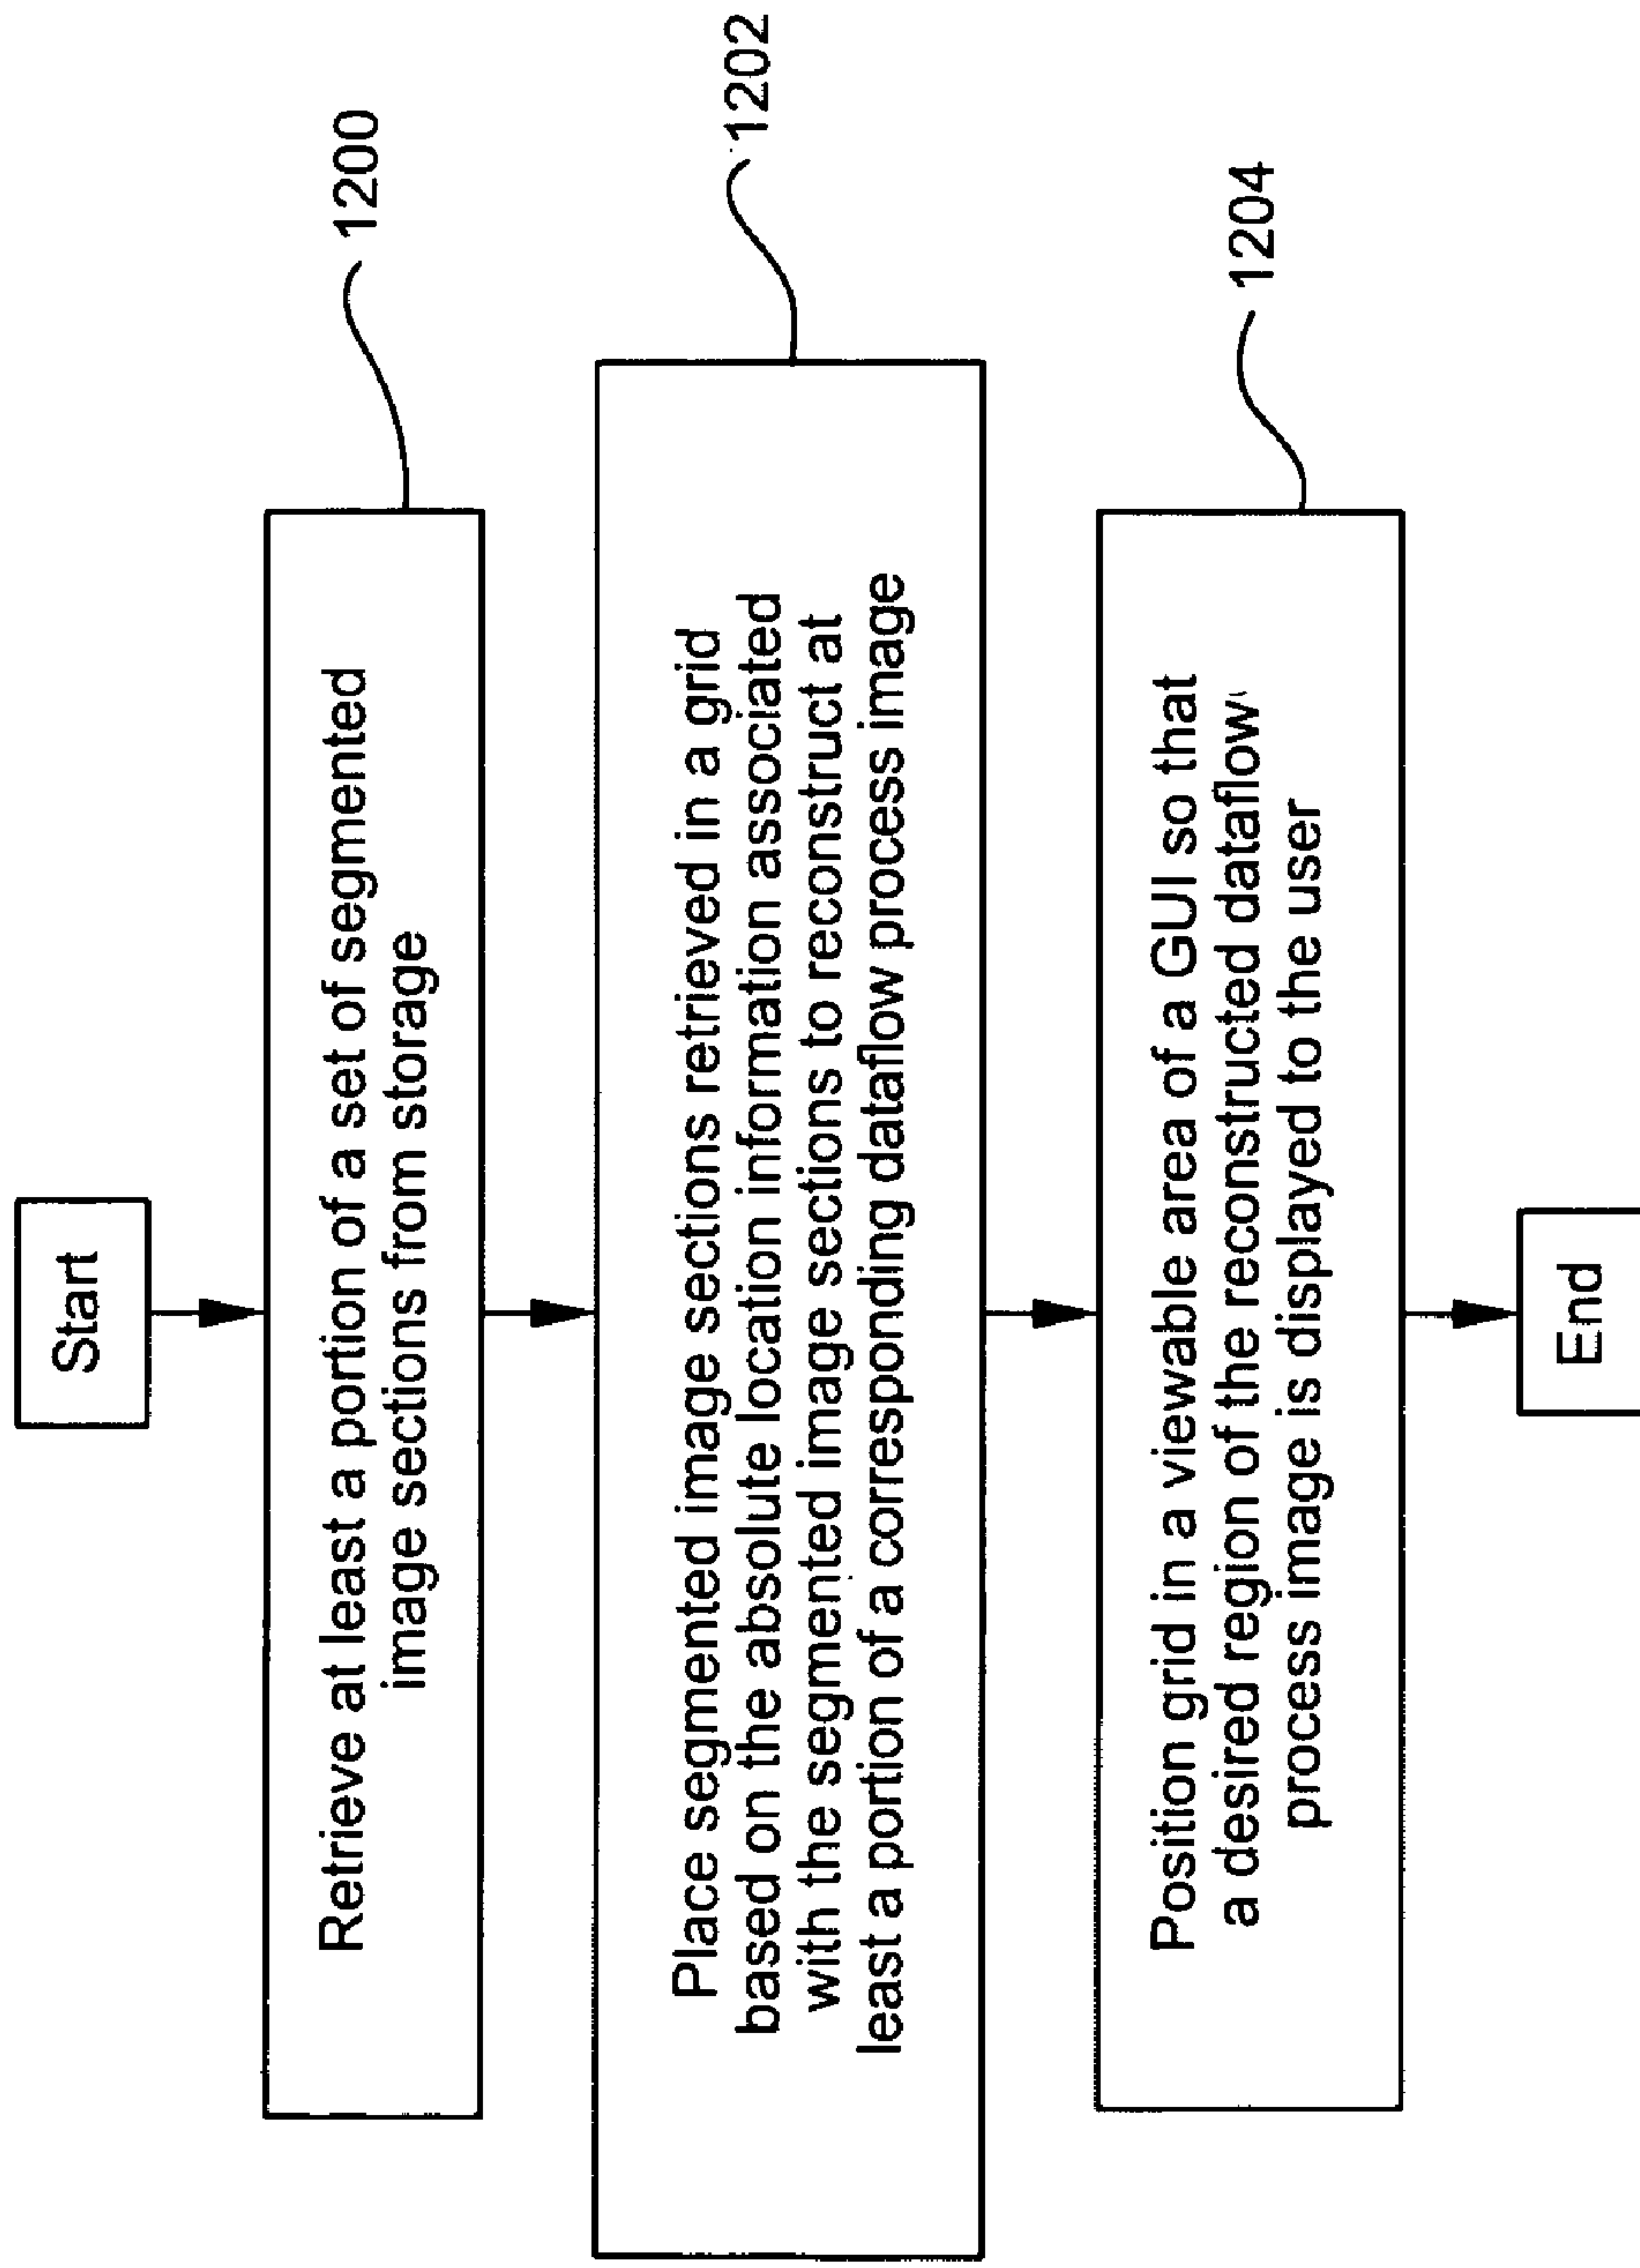 Start
Retrieve at least a portion of a set of segmented
image sections from storage
1200
Place segmented image sections retrieved in a grid
based on the absolute location information associated
with the segmented image sections to reconstruct at
least a portion of a corresponding dataflow process image
1202
Position grid in a viewable area of a GUI so that
a desired region of the reconstructed dataflow
process image is displayed to the user
1204
End